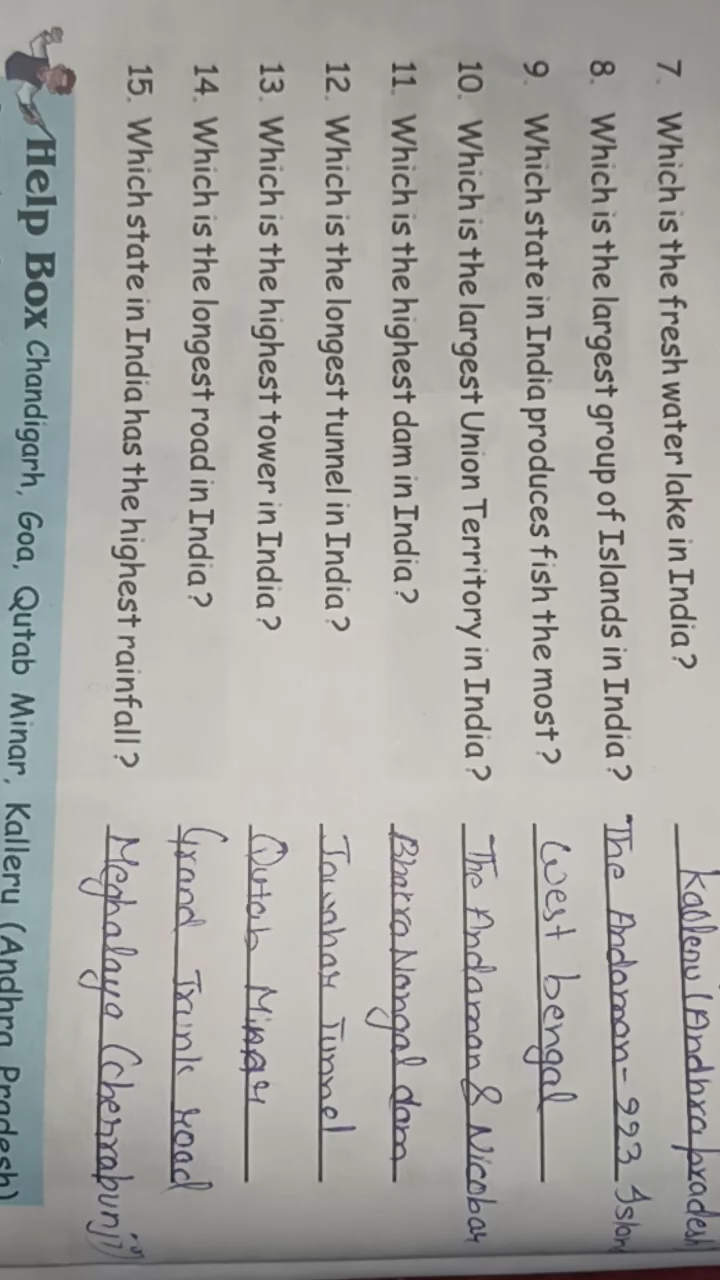 7. Which is the fresh water lake in India? Kalleru (Andhra pradesh
8. Which is the largest group of Islands in India? The Andaman-223 Islan
9. Which state in India produces fish the most? West bengal
10. Which is the largest Union Territory in India? The Andaman & Nicobar
11. Which is the highest dam in India? Bhakra Nangal dam
12. Which is the longest tunnel in India? Jawahar Tunnel
13. Which is the highest tower in India? Qutab Minar
14. Which is the longest road in India? Grand Trunk road
15. Which state in India has the highest rainfall? Meghalaya (cherrapunji)
Help Box Chandigarh, Goa, Qutab Minar, Kalleru (Andhra Pradesh)